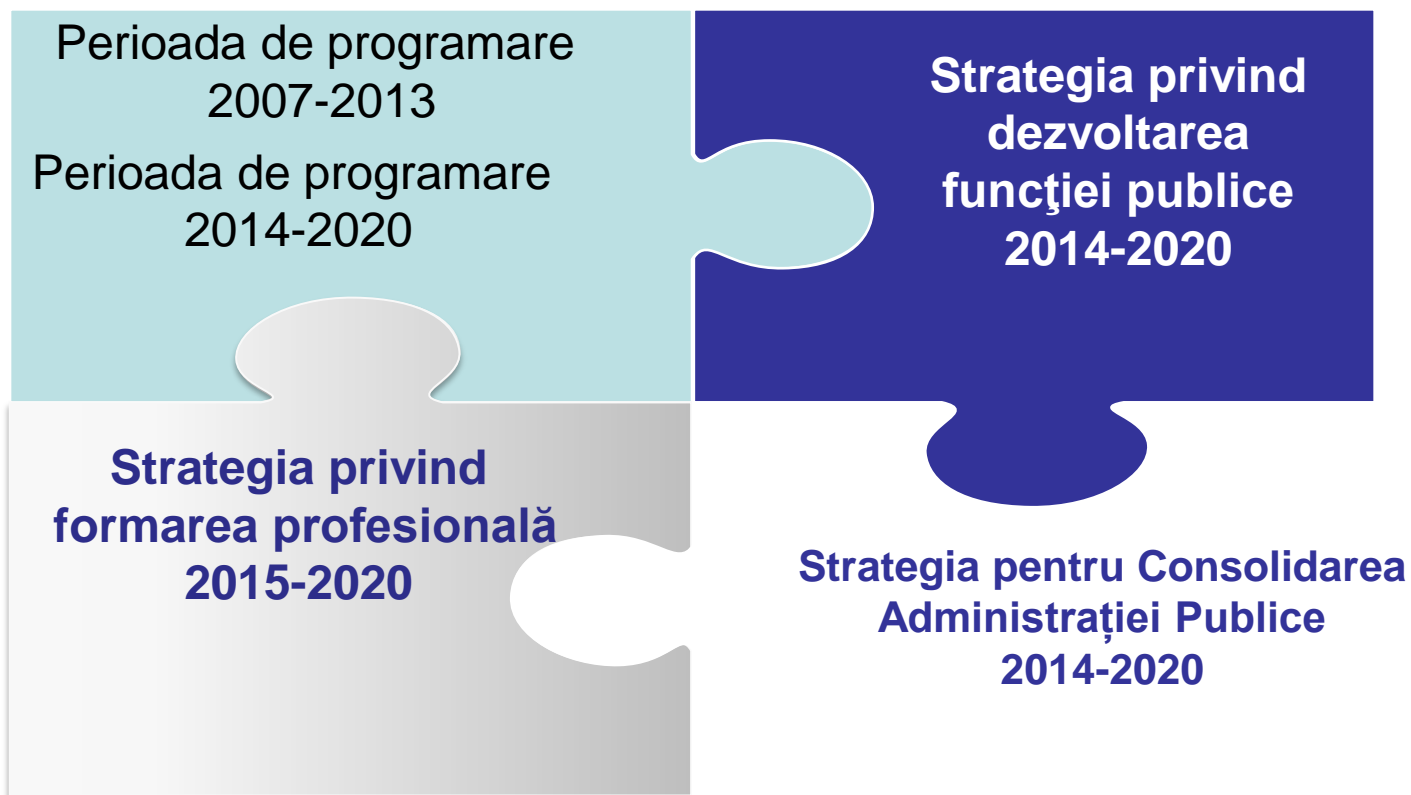 Perioada de programare
2007-2013
Perioada de programare
2014-2020
Strategia privind
dezvoltarea
funcţiei publice
2014-2020
Strategia privind
formarea profesională
2015-2020
Strategia pentru Consolidarea
Administrației Publice
2014-2020